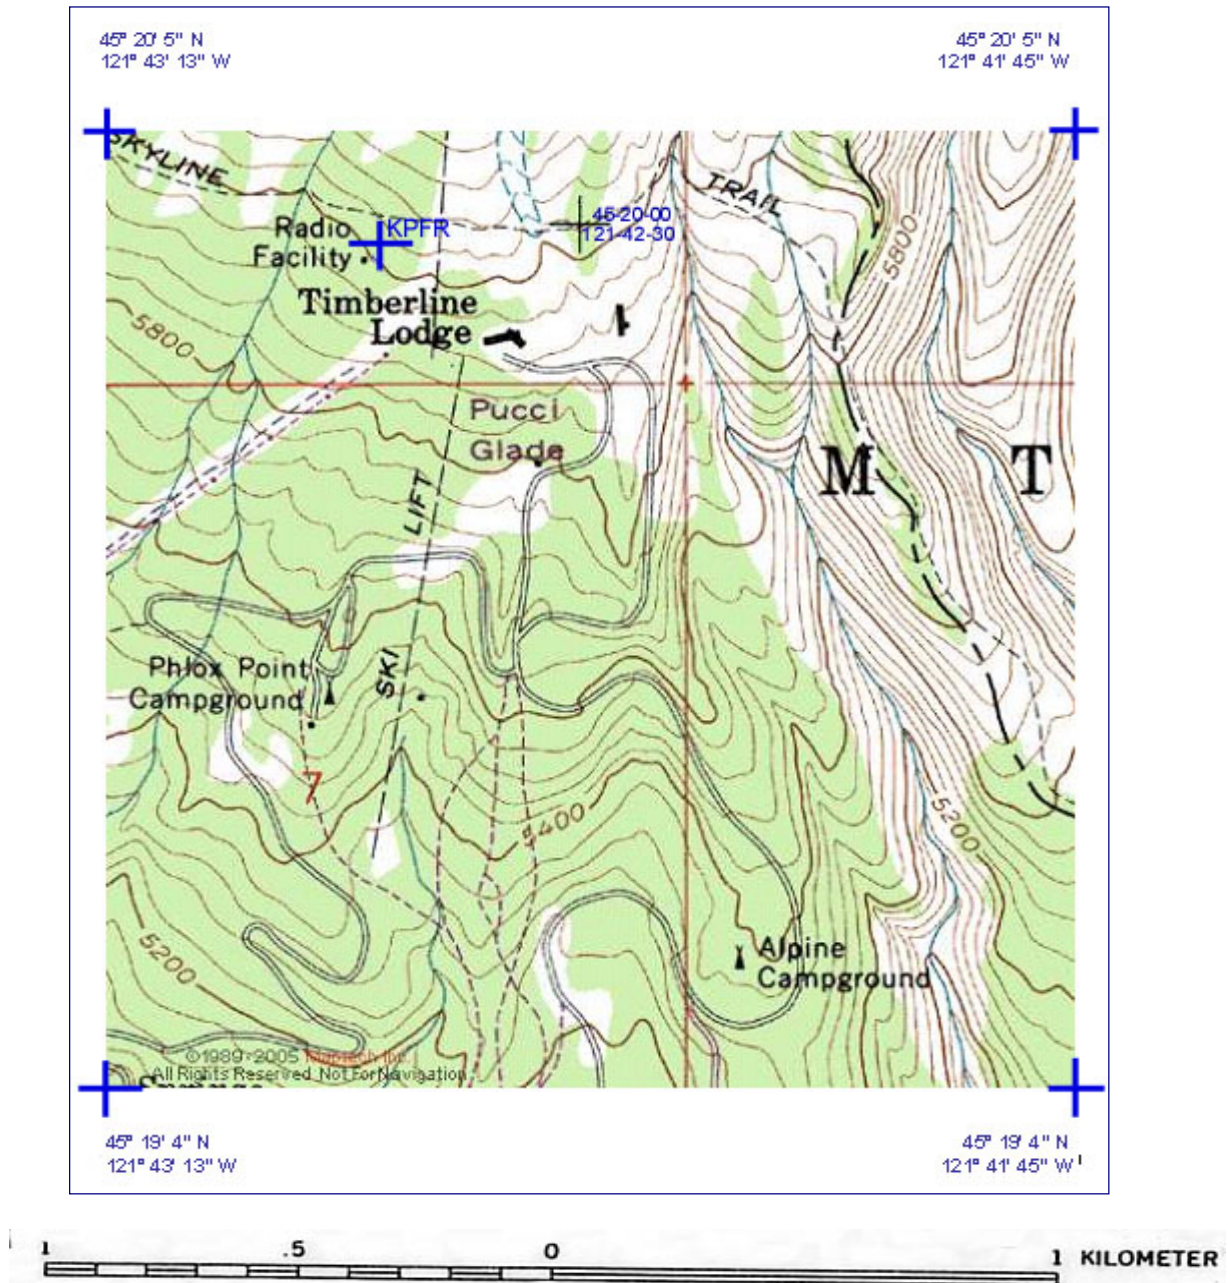 45° 20' 5" N
121° 43' 13" W
45° 20' 5" N
121° 41' 45" W
SKYLINE
TRAIL
Radio
Facility
KPFR
45-20-00
121-42-30
5800
Timberline
Lodge
5800
Pucci
Glade
M T
LIFT
SKI
Phlox Point
Campground
7
5400
5200
5200
Alpine
Campground
©1989-2005 Maptech Inc.
All Rights Reserved. Not For Navigation.
45° 19' 4" N
121° 43' 13" W
45° 19' 4" N
121° 41' 45" W
1 .5 0 1 KILOMETER